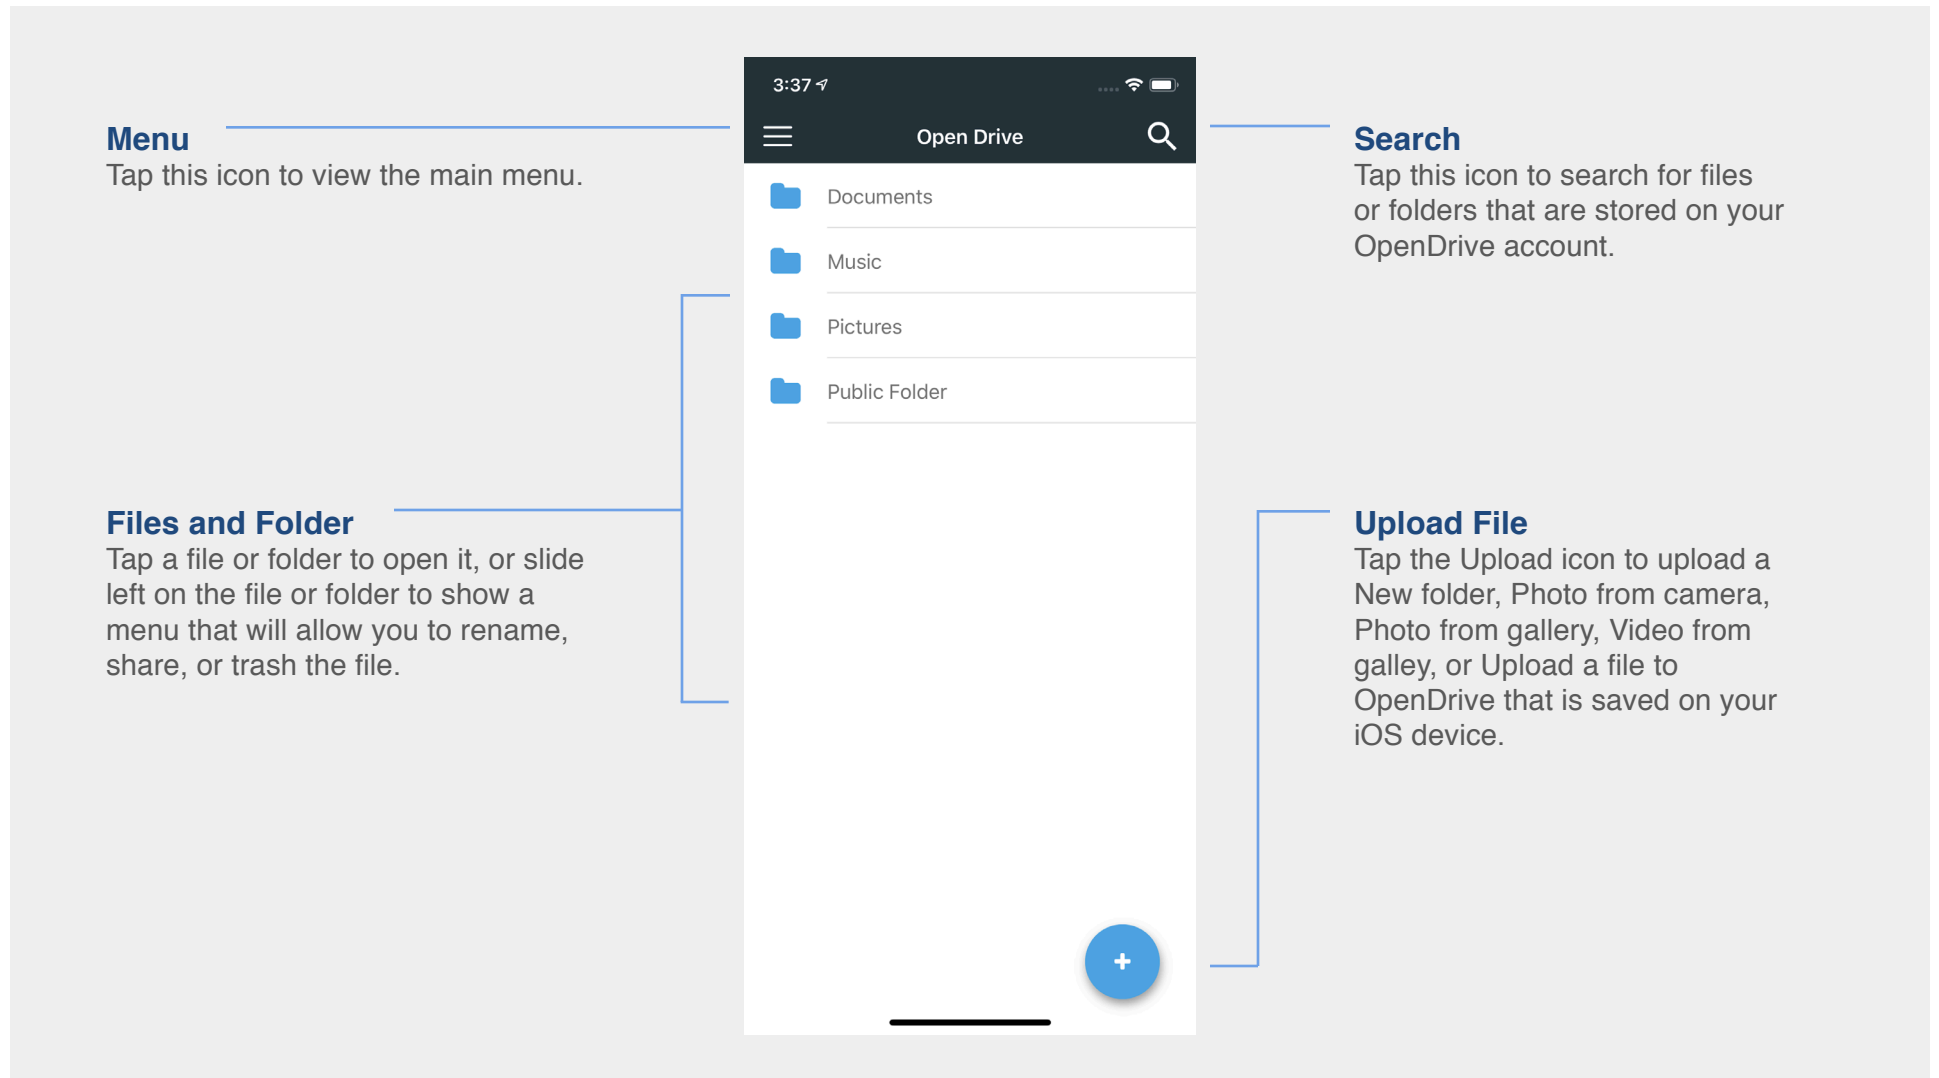 Menu
Tap this icon to view the main menu.
Files and Folder
Tap a file or folder to open it, or slide
left on the file or folder to show a
menu that will allow you to rename,
share, or trash the file.
3:37
Open Drive
Documents
Music
Pictures
Public Folder
+
Search
Tap this icon to search for files
or folders that are stored on your
OpenDrive account.
Upload File
Tap the Upload icon to upload a
New folder, Photo from camera,
Photo from gallery, Video from
galley, or Upload a file to
OpenDrive that is saved on your
iOS device.